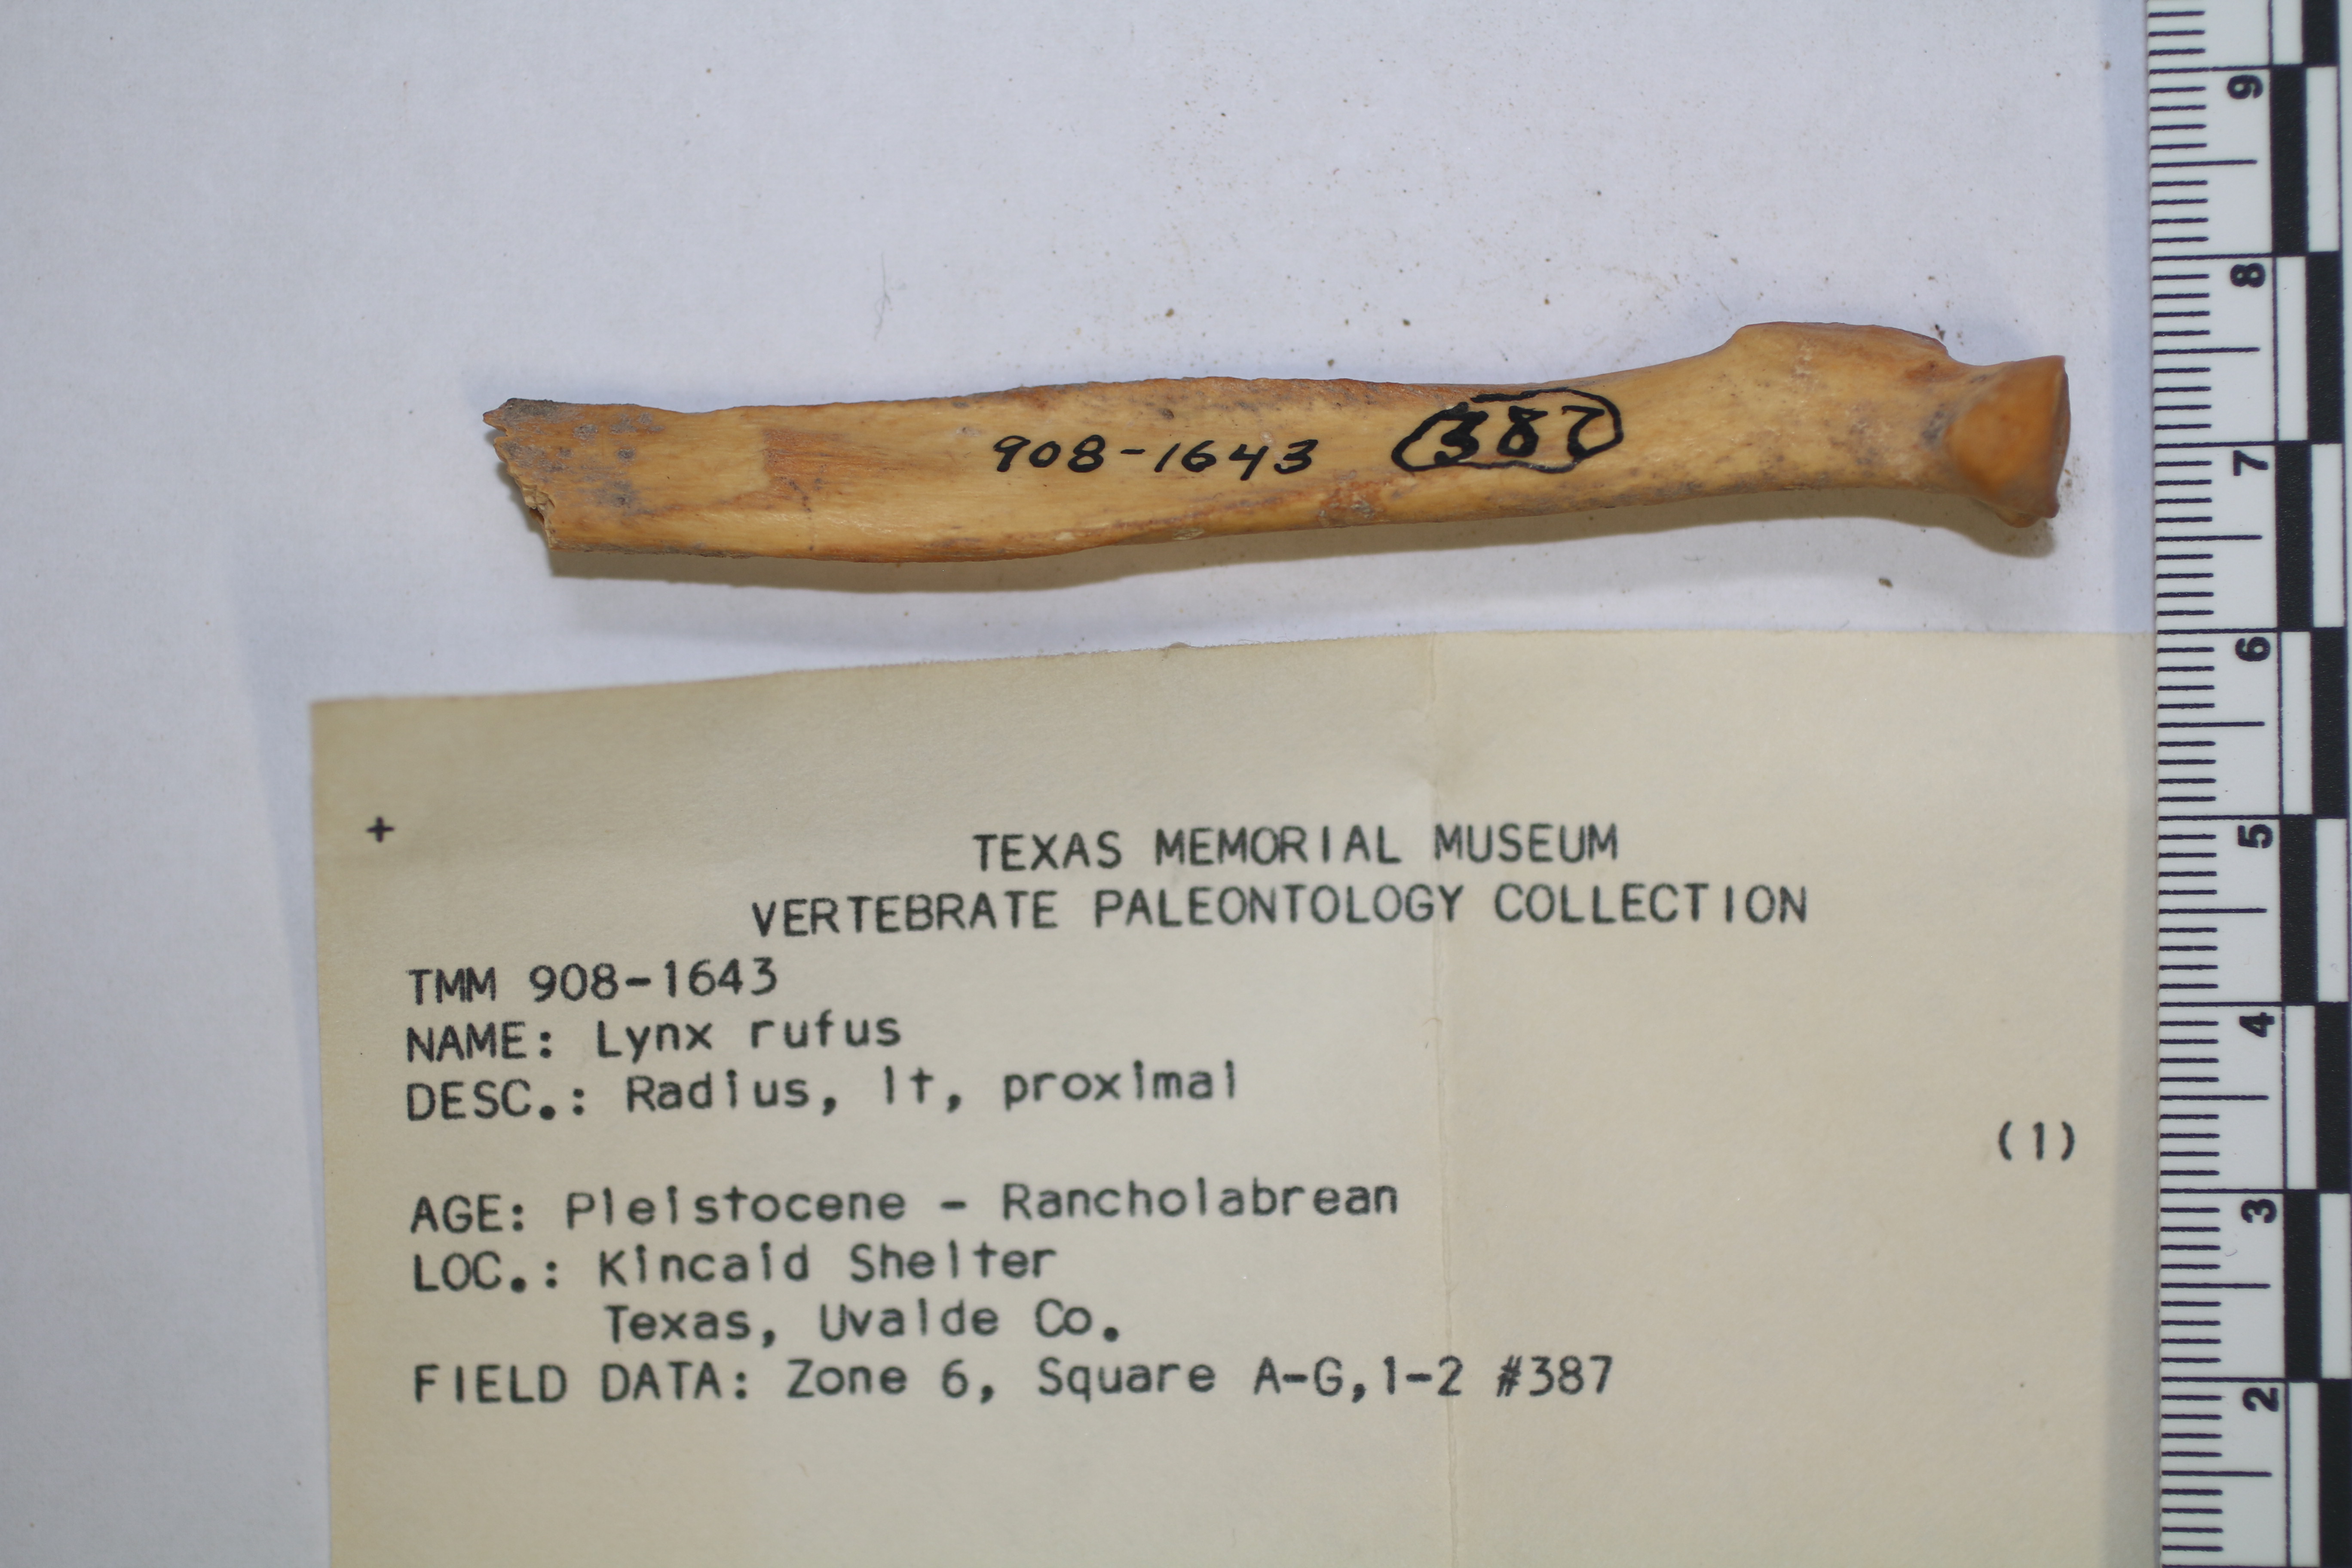 908-1643 387
TEXAS MEMORIAL MUSEUM
VERTEBRATE PALEONTOLOGY COLLECTION
TMM 908-1643
NAME: Lynx rufus
DESC.: Radius, lt, proximal
(1)
AGE: Pleistocene - Rancholabrean
LOC.: Kincaid Shelter
Texas, Uvalde Co.
FIELD DATA: Zone 6, Square A-G,1-2 #387
9
8
7
6
5
4
3
2